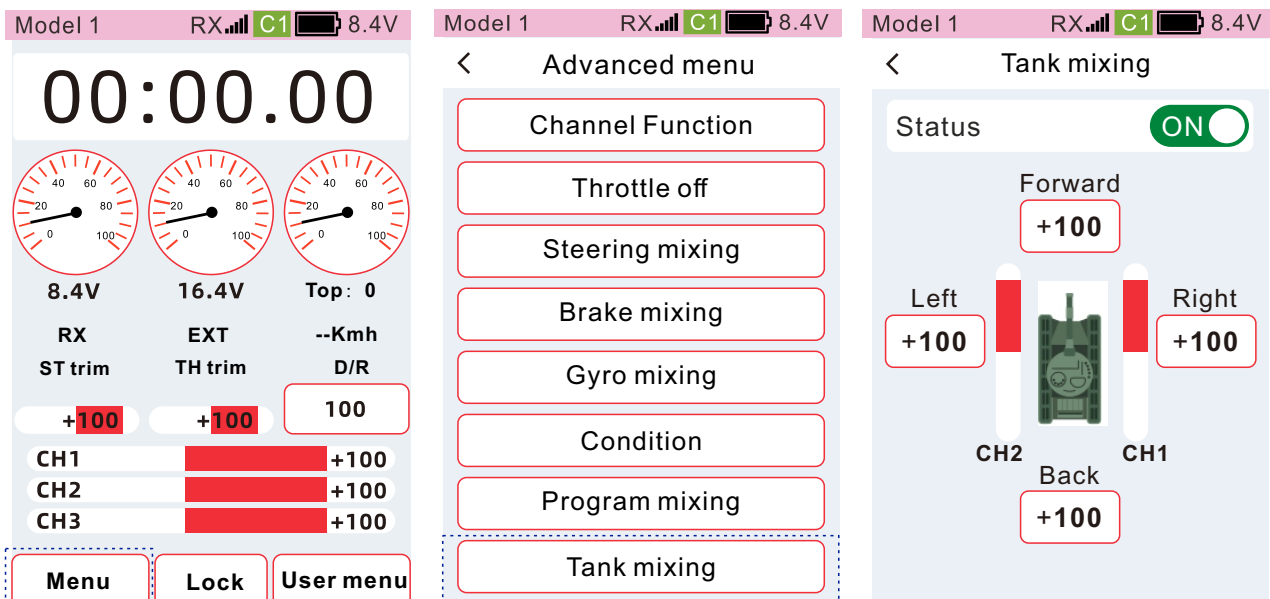 Model 1 RX C1 8.4V
00:00.00
40 60
20 80
0 100
40 60
20 80
0 100
40 60
20 80
0 100
8.4V 16.4V Top: 0
RX EXT --Kmh
ST trim TH trim D/R
+100 +100 100
CH1 +100
CH2 +100
CH3 +100
Menu Lock User menu
Model 1 RX C1 8.4V
< Advanced menu
Channel Function
Throttle off
Steering mixing
Brake mixing
Gyro mixing
Condition
Program mixing
Tank mixing
Model 1 RX C1 8.4V
< Tank mixing
Status ON
Forward
+100
Left Right
+100 +100
CH2 CH1
Back
+100